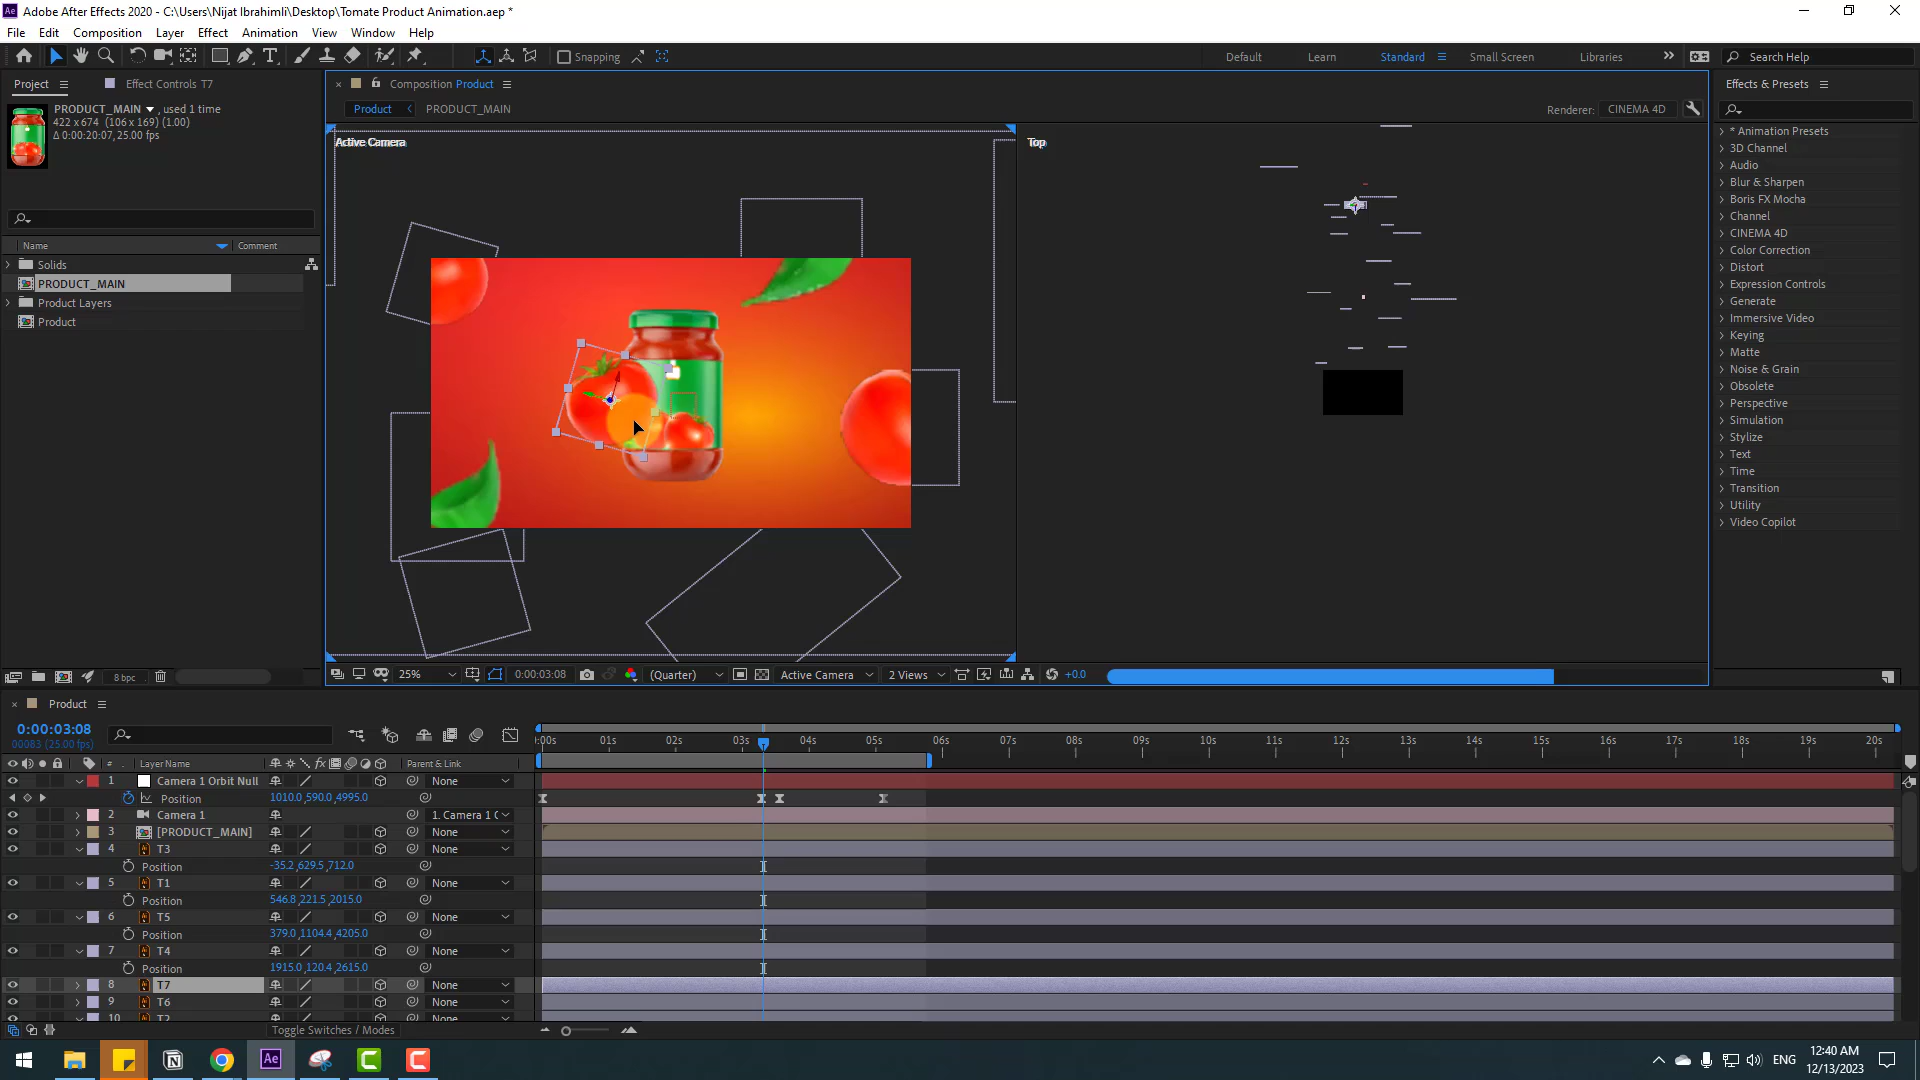 Adobe After Effects 2020 - C:\Users\Nijat Ibrahimli\Desktop\Tomate Product Animation.aep *
File Edit Composition Layer Effect Animation View Window Help
Snapping
Default Learn Standard Small Screen Libraries
Search Help
Project
Effect Controls T7
PRODUCT_MAIN , used 1 time
422 x 674 (106 x 169) (1.00)
Δ 0:00:20:07, 25.00 fps
Name Comment
Solids
PRODUCT_MAIN
Product Layers
Product
8 bpc
Composition Product
Product PRODUCT_MAIN
Renderer: CINEMA 4D
Active Camera
Top
25%
0:00:03:08
(Quarter)
Active Camera
2 Views
+0.0
Effects & Presets
* Animation Presets
3D Channel
Audio
Blur & Sharpen
Boris FX Mocha
Channel
CINEMA 4D
Color Correction
Distort
Expression Controls
Generate
Immersive Video
Keying
Matte
Noise & Grain
Obsolete
Perspective
Simulation
Stylize
Text
Time
Transition
Utility
Video Copilot
Product
0:00:03:08
00083 (25.00 fps)
:00s 01s 02s 03s 04s 05s 06s 07s 08s 09s 10s 11s 12s 13s 14s 15s 16s 17s 18s 19s 20s
# Layer Name Parent & Link
1 Camera 1 Orbit Null None
Position 1010.0,590.0,4995.0
2 Camera 1 1. Camera 1 O
3 [PRODUCT_MAIN] None
4 T3 None
Position -35.2,629.5,712.0
5 T1 None
Position 546.8,221.5,2015.0
6 T5 None
Position 379.0,1104.4,4205.0
7 T4 None
Position 1915.0,120.4,2615.0
8 T7 None
9 T6 None
10 T2
Toggle Switches / Modes
ENG
12:40 AM
12/13/2023